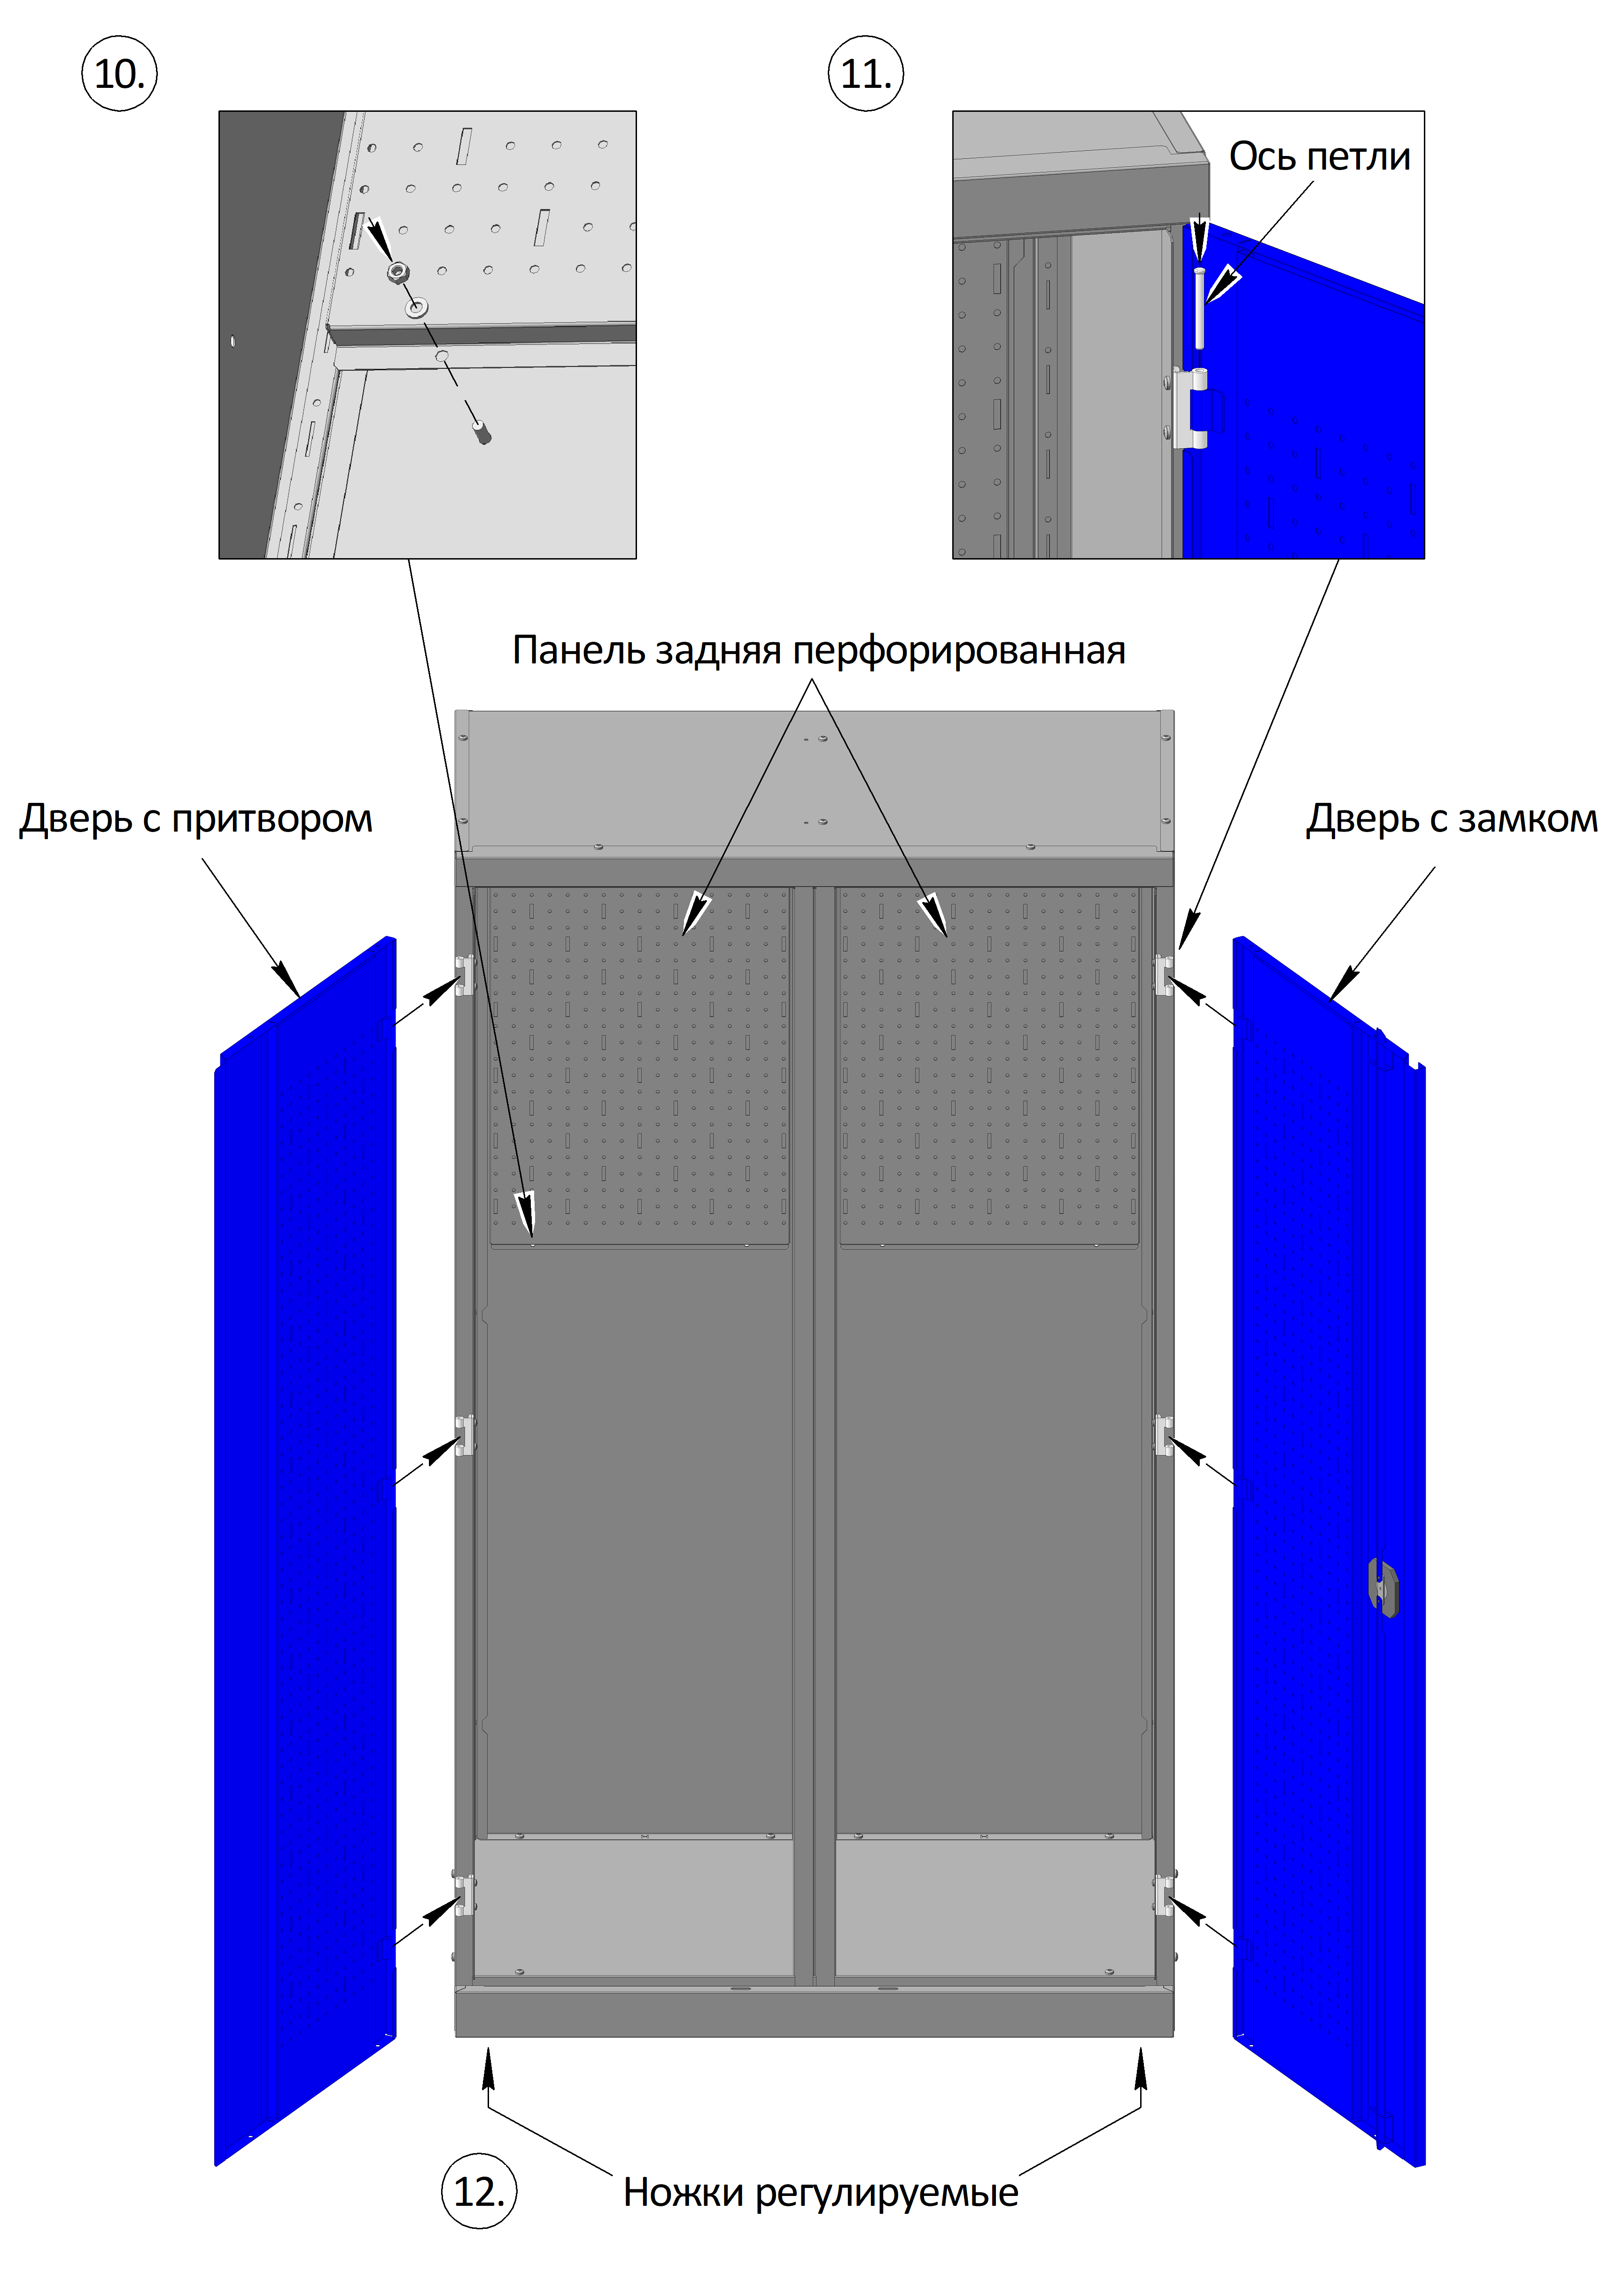 10.
11.
Ось петли
Панель задняя перфорированная
Дверь с притвором
Дверь с замком
12.
Ножки регулируемые